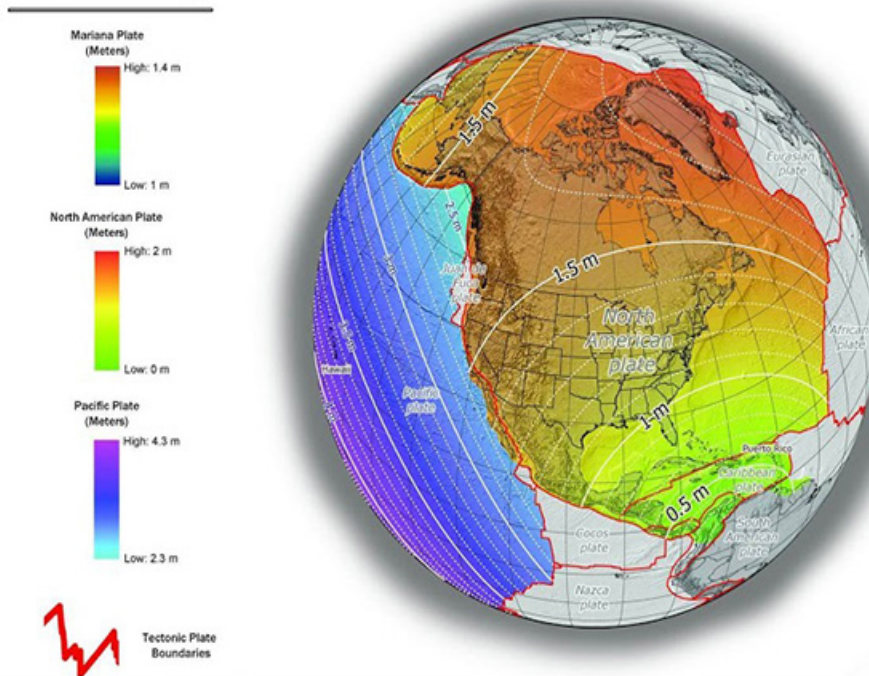 Mariana Plate
(Meters)
High: 1.4 m
Low: 1 m
North American Plate
(Meters)
High: 2 m
Low: 0 m
Pacific Plate
(Meters)
High: 4.3 m
Low: 2.3 m
Tectonic Plate
Boundaries
1.5 m
Eurasian
plate
2.5 m
Juan de
Fuca
plate
1.5 m
North
American
plate
African
plate
Hawaii
Pacific
plate
1 m
Puerto Rico
Caribbean
plate
0.5 m
South
American
plate
Cocos
plate
Nazca
plate